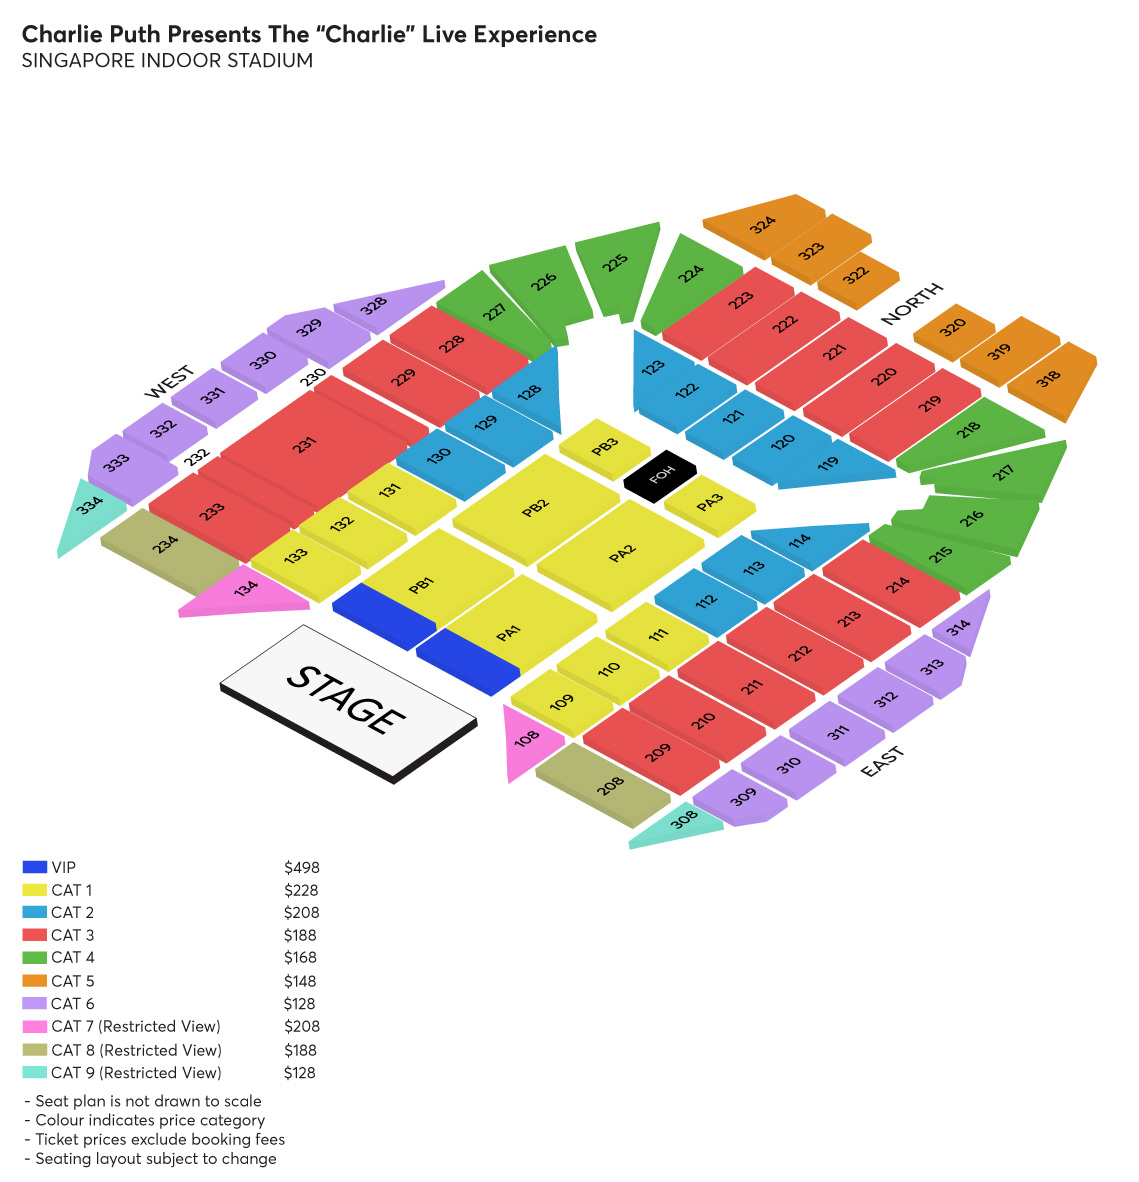 Charlie Puth Presents The “Charlie” Live Experience
SINGAPORE INDOOR STADIUM
324
323
322
NORTH
320
319
318
225
226
224
227
223
222
221
220
219
218
217
216
215
228
229
230
231
232
233
234
328
329
330
331
332
333
334
WEST
128
129
130
131
132
133
134
123
122
121
120
119
PB3
FOH
PA3
PB2
PA2
PB1
PA1
114
113
112
111
110
109
108
214
213
212
211
210
209
208
314
313
312
311
310
309
308
EAST
STAGE
VIP $498
CAT 1 $228
CAT 2 $208
CAT 3 $188
CAT 4 $168
CAT 5 $148
CAT 6 $128
CAT 7 (Restricted View) $208
CAT 8 (Restricted View) $188
CAT 9 (Restricted View) $128
- Seat plan is not drawn to scale
- Colour indicates price category
- Ticket prices exclude booking fees
- Seating layout subject to change